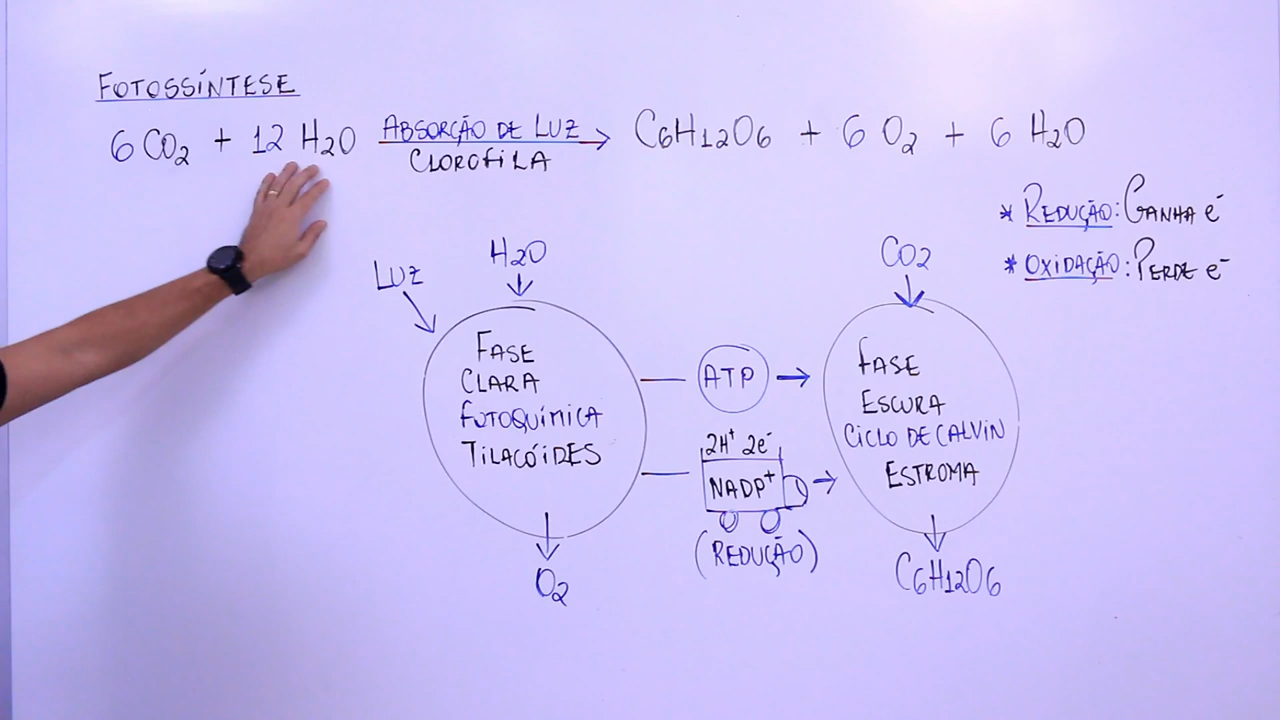 FOTOSSÍNTESE
6 CO2 + 12 H2O ABSORÇÃO DE LUZ → C6H12O6 + 6 O2 + 6 H2O
CLOROFILA
* REDUÇÃO: GANHA e-
* OXIDAÇÃO: PERDE e-
LUZ
H2O
CO2
FASE
CLARA
FOTOQUÍMICA
TILACÓIDES
ATP
2H+ 2e-
NADP+
(REDUÇÃO)
FASE
ESCURA
CICLO DE CALVIN
ESTROMA
O2
C6H12O6